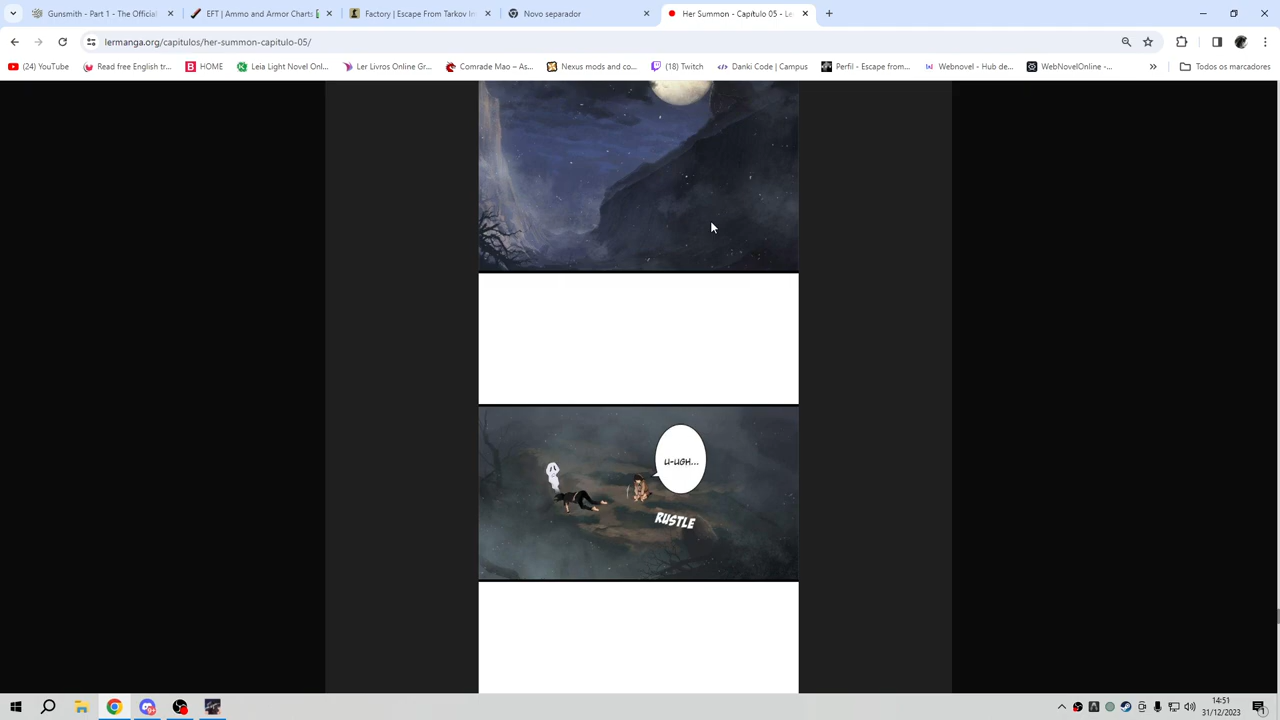 Gunsmith - Part 1 - The Official
EFT | Ammo and Armor Charts
Factory | Escape From Tarkov In
Novo separador
Her Summon - Capítulo 05 - Le
lermanga.org/capitulos/her-summon-capitulo-05/
(24) YouTube
Read free English tr...
HOME
Leia Light Novel Onl...
Ler Livros Online Gr...
Comrade Mao – As...
Nexus mods and co...
(18) Twitch
Danki Code | Campus
Perfil - Escape from...
Webnovel - Hub de...
WebNovelOnline -...
Todos os marcadores
U-UGH...
RUSTLE
14:51
31/12/2023